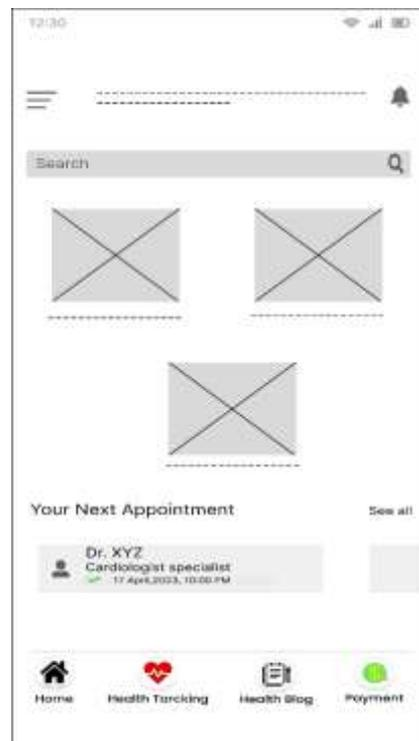 12:30
Search
Your Next Appointment
See all
Dr. XYZ
Cardiologist specialist
17 April,2023, 10:00 PM
Home
Health Torcking
Health Blog
Payment